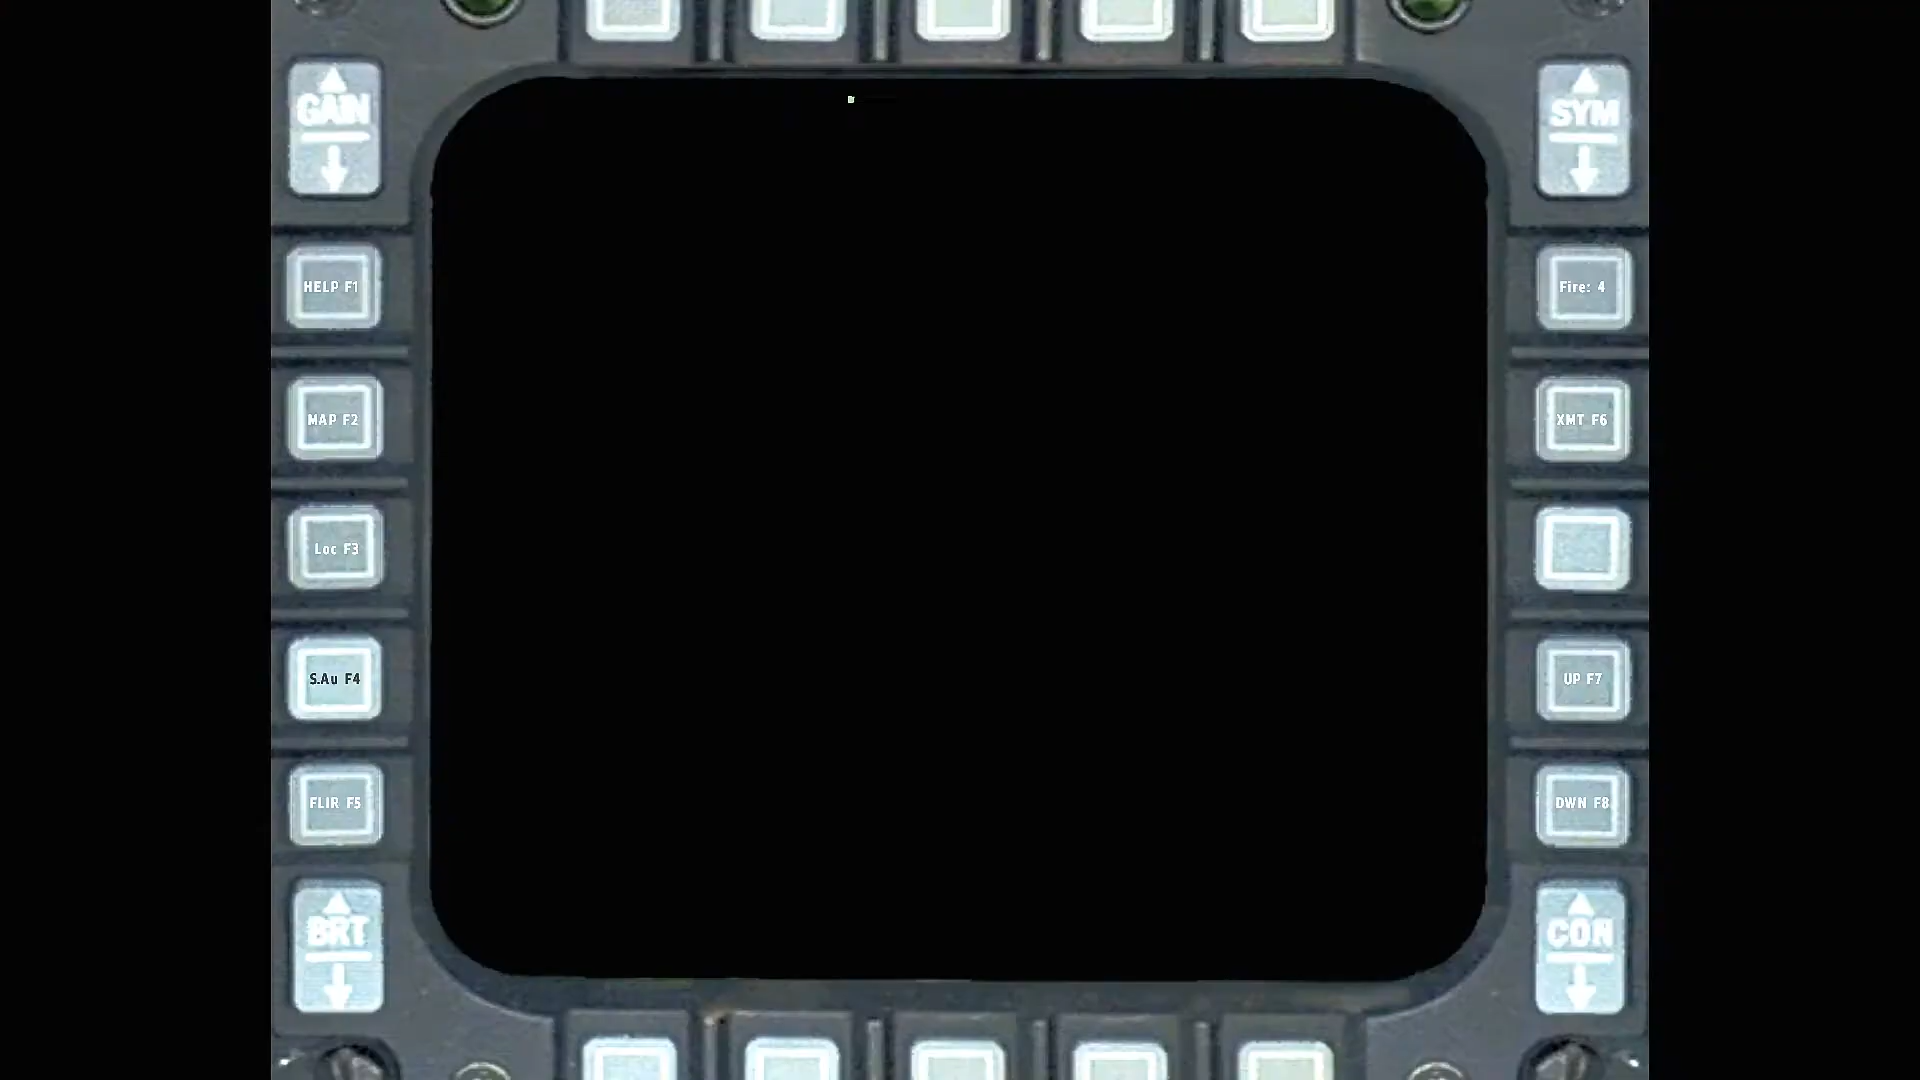 GAIN
SYM
HELP F1
Fire: 4
MAP F2
XMT F6
Loc F3
S.Au F4
UP F7
FLIR F5
DWN F8
BRT
CON